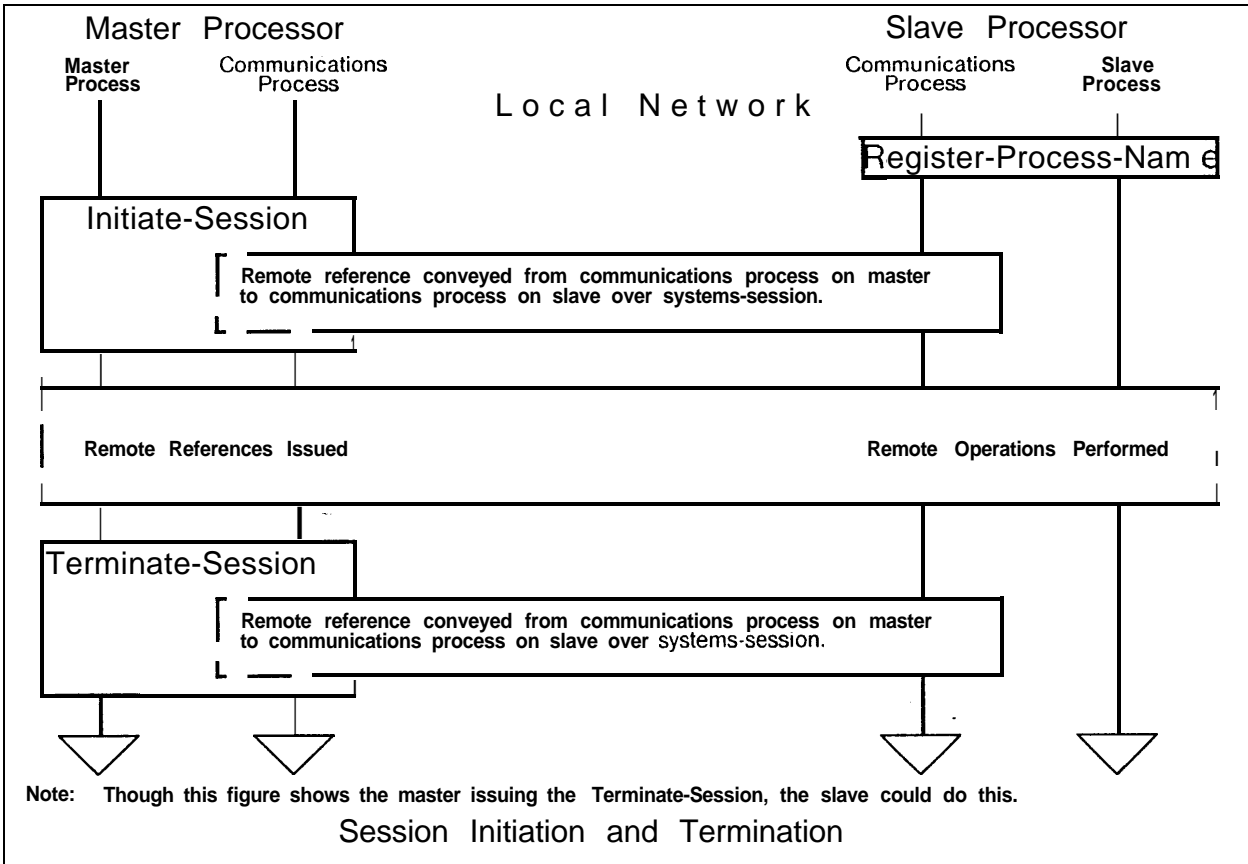 Master Processor
Slave Processor
Master
Process
Communications
Process
Communications
Process
Slave
Process
Local Network
Register-Process-Name
Initiate-Session
Remote reference conveyed from communications process on master
to communications process on slave over systems-session.
Remote References Issued
Remote Operations Performed
Terminate-Session
Remote reference conveyed from communications process on master
to communications process on slave over systems-session.
Note: Though this figure shows the master issuing the Terminate-Session, the slave could do this.
Session Initiation and Termination